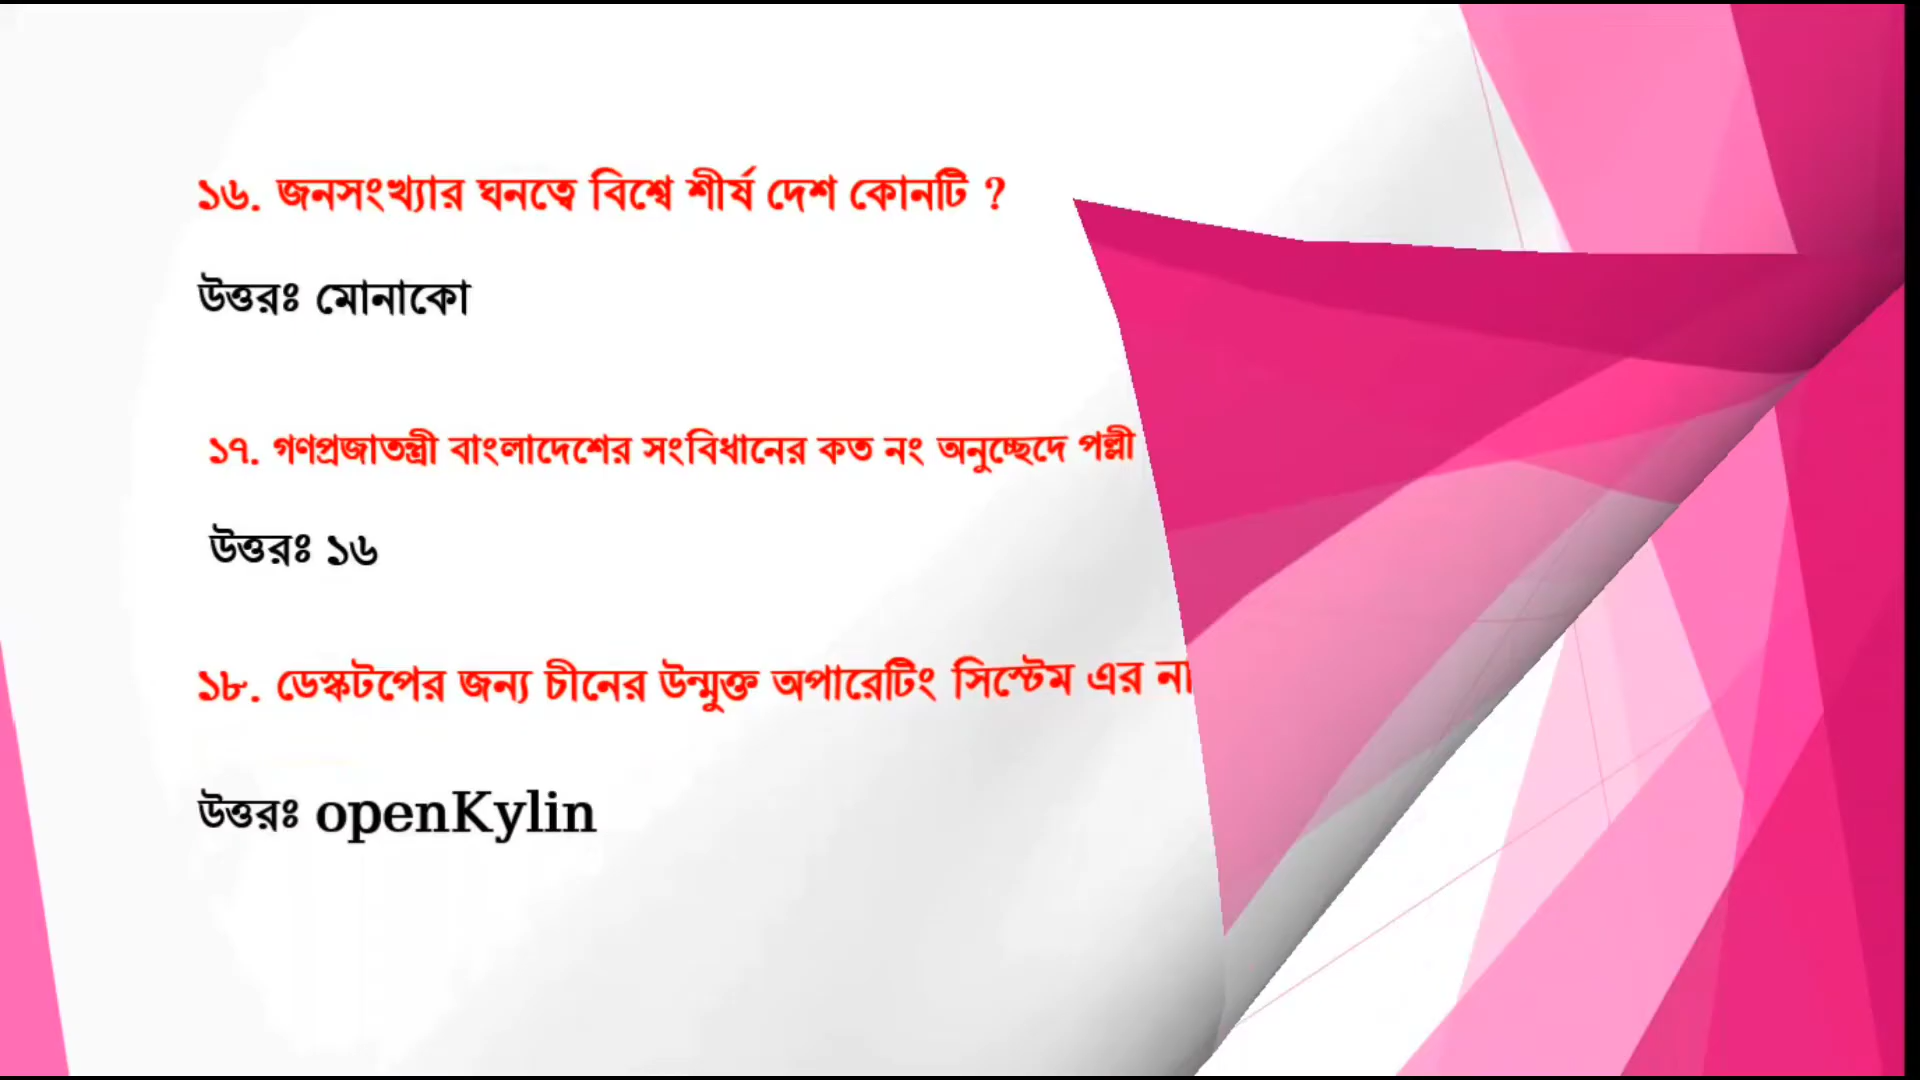 ১৬. জনসংখ্যার ঘনত্বে বিশ্বে শীর্ষ দেশ কোনটি ?
উত্তরঃ মোনাকো
১৭. গণপ্রজাতন্ত্রী বাংলাদেশের সংবিধানের কত নং অনুচ্ছেদে পল্লী
উত্তরঃ ১৬
১৮. ডেস্কটপের জন্য চীনের উন্মুক্ত অপারেটিং সিস্টেম এর
উত্তরঃ openKylin